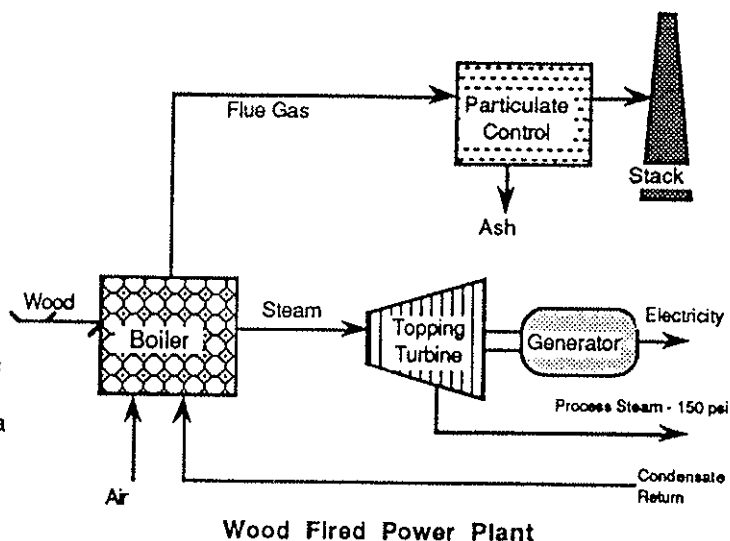 Flue Gas
Particulate
Control
Stack
Ash
Wood
Boiler
Steam
Topping
Turbine
Generator
Electricity
Process Steam - 150 psi
a
Air
Condensate
Return
Wood Fired Power Plant